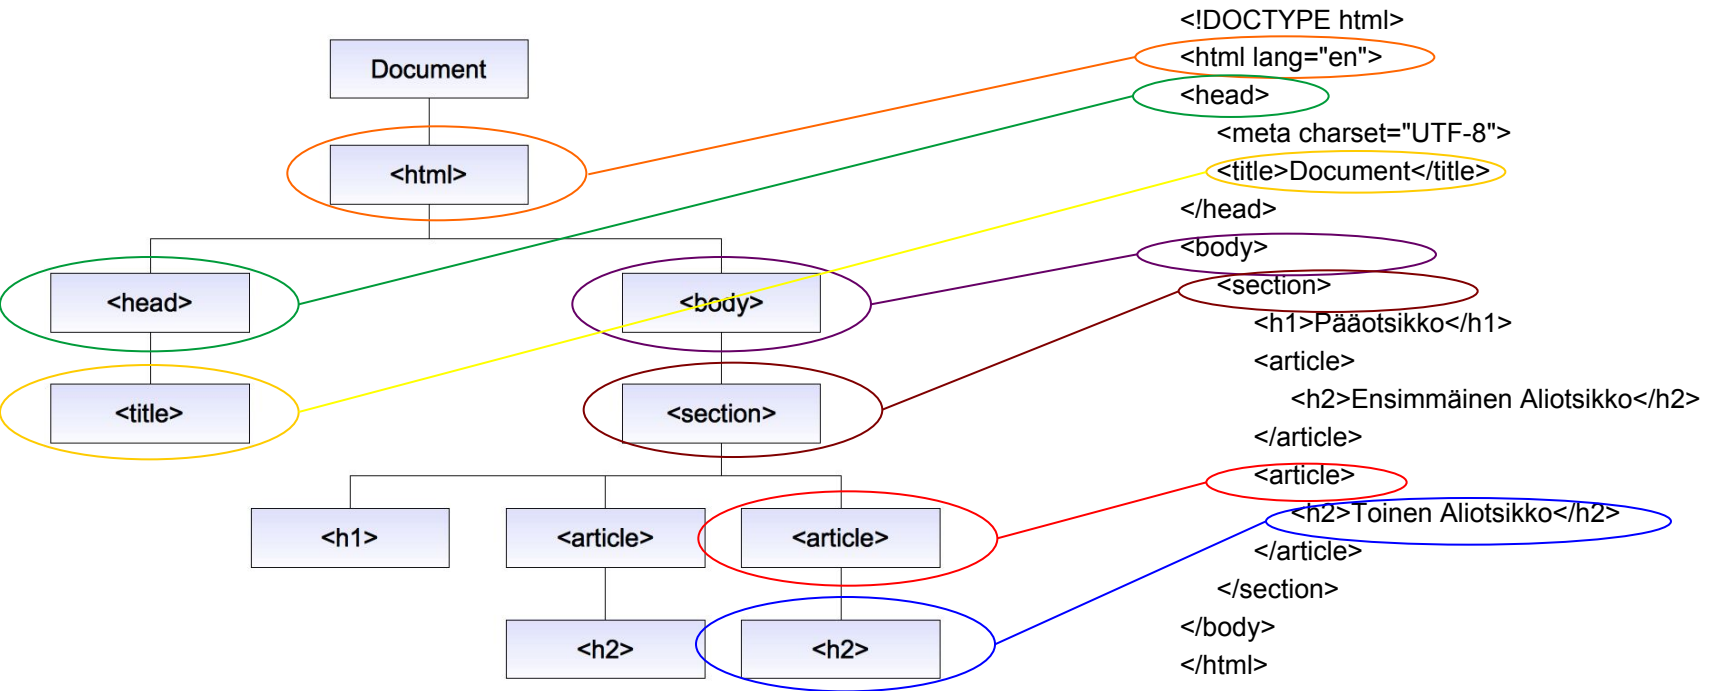 Document
<html>
<head>
<body>
<title>
<section>
<h1>
<article>
<article>
<h2>
<h2>
<!DOCTYPE html>
<html lang="en">
<head>
<meta charset="UTF-8">
<title>Document</title>
</head>
<body>
<section>
<h1>Pääotsikko</h1>
<article>
<h2>Ensimmäinen Aliotsikko</h2>
</article>
<article>
<h2>Toinen Aliotsikko</h2>
</article>
</section>
</body>
</html>